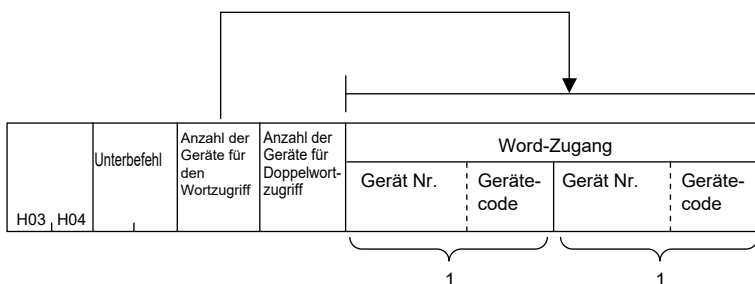 H03 H04
Unterbefehl
Anzahl der
Geräte für
den
Wortzugriff
Anzahl der
Geräte für
Doppelwort-
zugriff
Word-Zugang
Gerät Nr.
Geräte-
code
Gerät Nr.
Geräte-
code
1
1